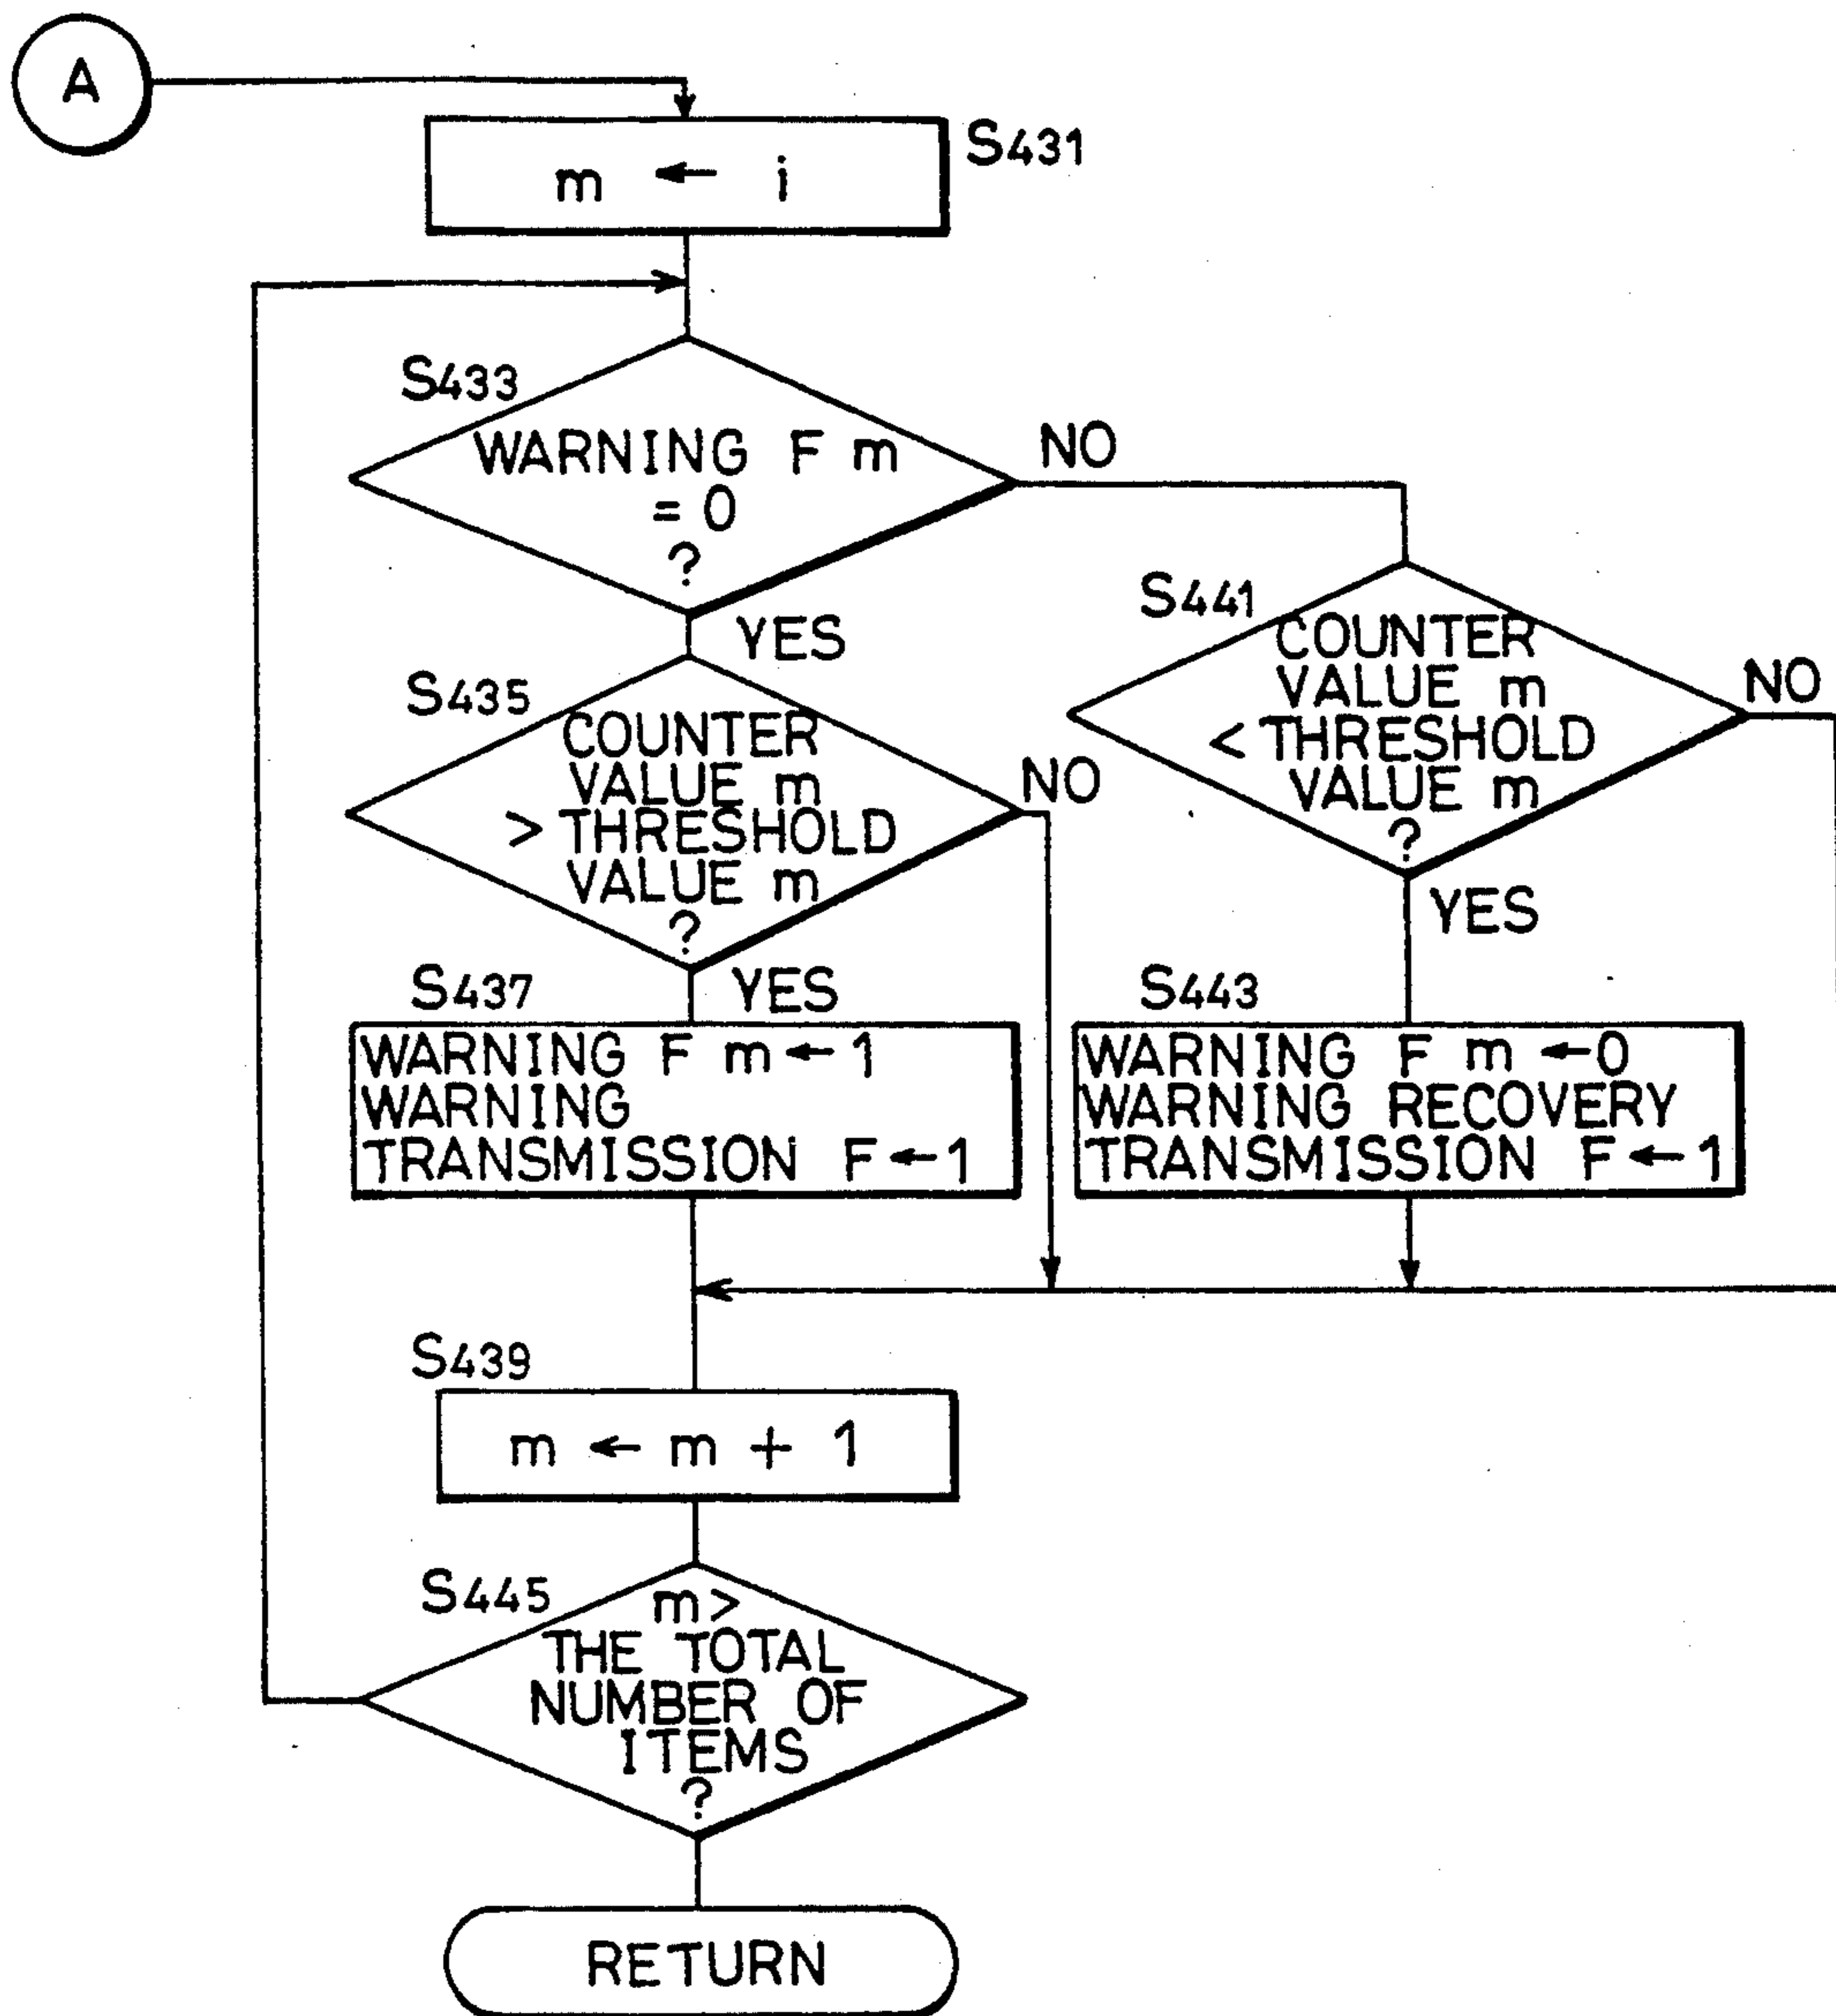 A
S431
m ← i
S433
WARNING F m
= 0
?
NO
YES
S441
COUNTER
VALUE m
< THRESHOLD
VALUE m
?
NO
YES
S435
COUNTER
VALUE m
> THRESHOLD
VALUE m
?
NO
YES
S437
WARNING F m ← 1
WARNING
TRANSMISSION F ← 1
S443
WARNING F m ← 0
WARNING RECOVERY
TRANSMISSION F ← 1
S439
m ← m + 1
S445
m >
THE TOTAL
NUMBER OF
ITEMS
?
RETURN